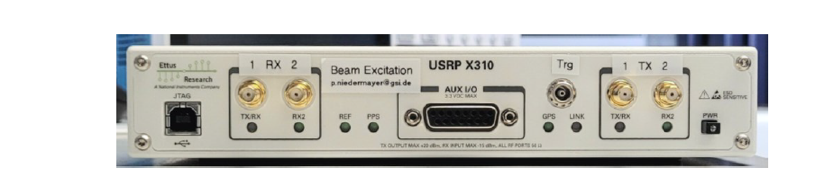 Ettus
Research
A National Instruments Company
JTAG
1 RX 2
TX/RX
RX2
Beam Excitation
p.niedermayer@gsi.de
REF
PPS
USRP X310
AUX I/O
3.3 VDC MAX
Trg
GPS
LINK
1 TX 2
TX/RX
RX2
ESD
SENSITIVE
PWR
TX OUTPUT MAX +20 dBm, RX INPUT MAX -15 dBm, ALL RF PORTS 50 Ω